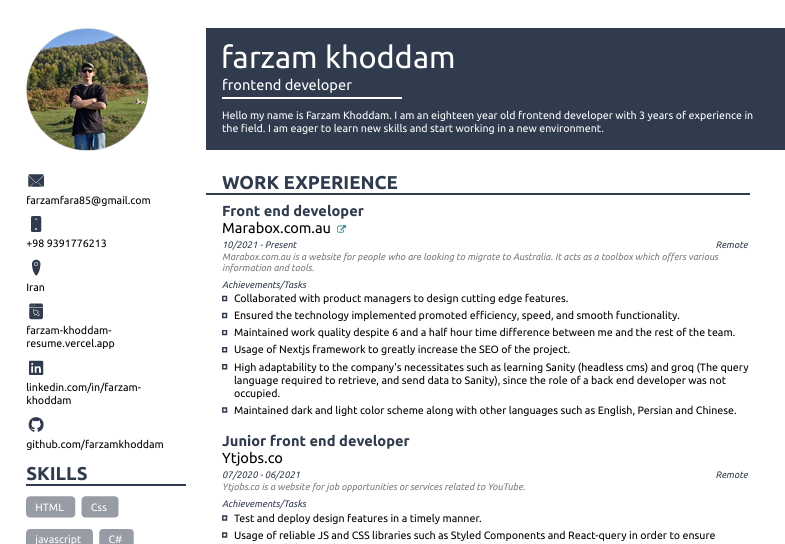 farzam khoddam
frontend developer
Hello my name is Farzam Khoddam. I am an eighteen year old frontend developer with 3 years of experience in
the field. I am eager to learn new skills and start working in a new environment.
farzamfara85@gmail.com
+98 9391776213
Iran
farzam-khoddam-
resume.vercel.app
linkedin.com/in/farzam-
khoddam
github.com/farzamkhoddam
SKILLS
HTML
Css
javascript
C#
WORK EXPERIENCE
Front end developer
Marabox.com.au
10/2021 - Present
Remote
Marabox.com.au is a website for people who are looking to migrate to Australia. It acts as a toolbox which offers various
information and tools.
Achievements/Tasks
Collaborated with product managers to design cutting edge features.
Ensured the technology implemented promoted efficiency, speed, and smooth functionality.
Maintained work quality despite 6 and a half hour time difference between me and the rest of the team.
Usage of Nextjs framework to greatly increase the SEO of the project.
High adaptability to the company's necessitates such as learning Sanity (headless cms) and groq (The query
language required to retrieve, and send data to Sanity), since the role of a back end developer was not
occupied.
Maintained dark and light color scheme along with other languages such as English, Persian and Chinese.
Junior front end developer
Ytjobs.co
07/2020 - 06/2021
Remote
Ytjobs.co is a website for job opportunities or services related to YouTube.
Achievements/Tasks
Test and deploy design features in a timely manner.
Usage of reliable JS and CSS libraries such as Styled Components and React-query in order to ensure